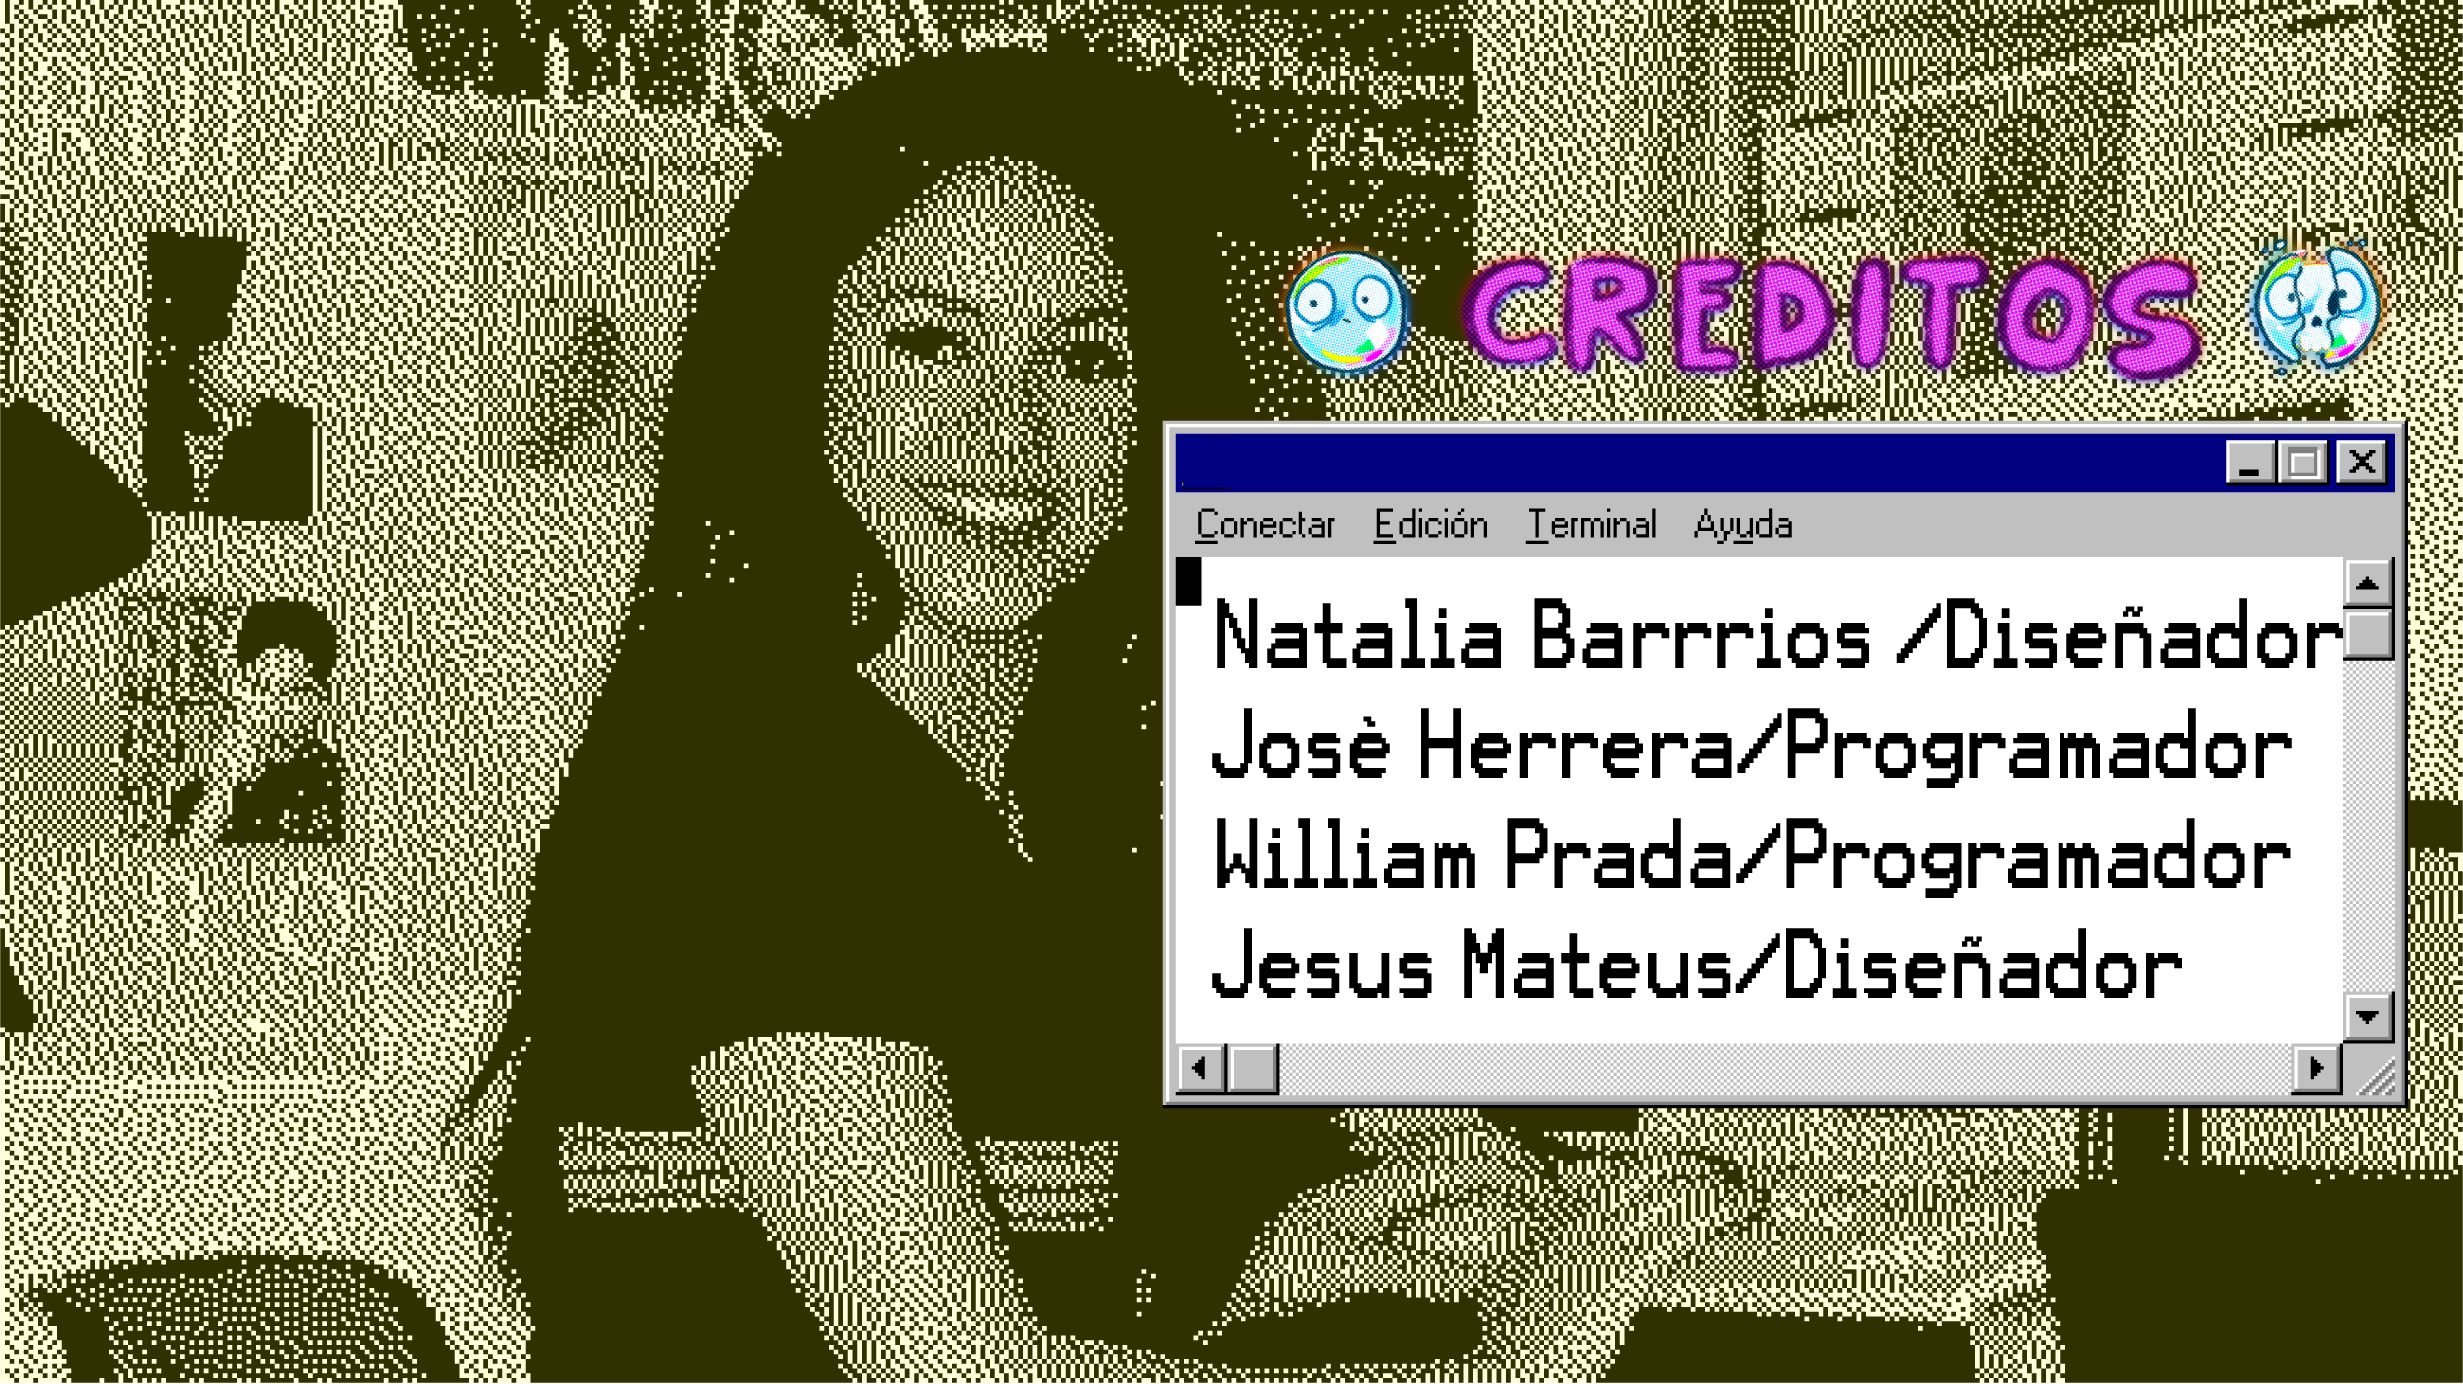 CREDITOS
Conectar Edición Terminal Ayuda
Natalia Barrrios /Diseñador
Josè Herrera/Programador
William Prada/Programador
Jesus Mateus/Diseñador